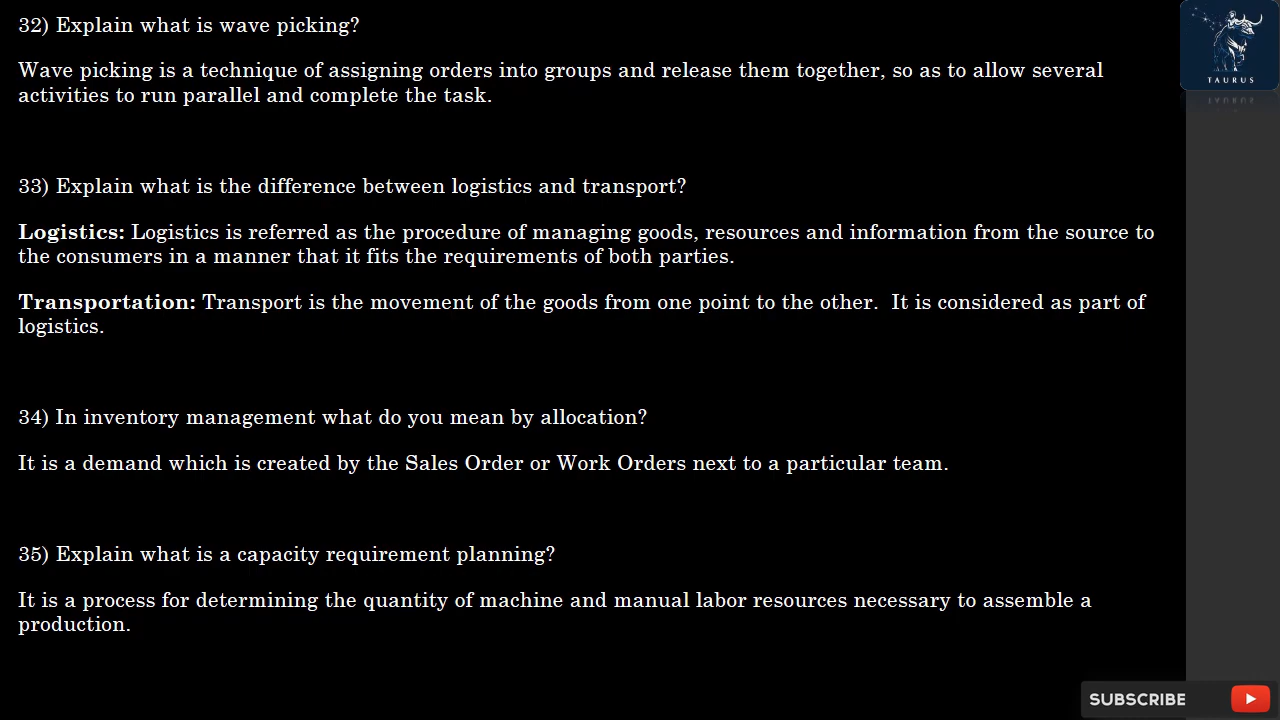 32) Explain what is wave picking?
Wave picking is a technique of assigning orders into groups and release them together, so as to allow several
activities to run parallel and complete the task.
33) Explain what is the difference between logistics and transport?
Logistics: Logistics is referred as the procedure of managing goods, resources and information from the source to
the consumers in a manner that it fits the requirements of both parties.
Transportation: Transport is the movement of the goods from one point to the other.  It is considered as part of
logistics.
34) In inventory management what do you mean by allocation?
It is a demand which is created by the Sales Order or Work Orders next to a particular team.
35) Explain what is a capacity requirement planning?
It is a process for determining the quantity of machine and manual labor resources necessary to assemble a
production.
TAURUS
SUBSCRIBE